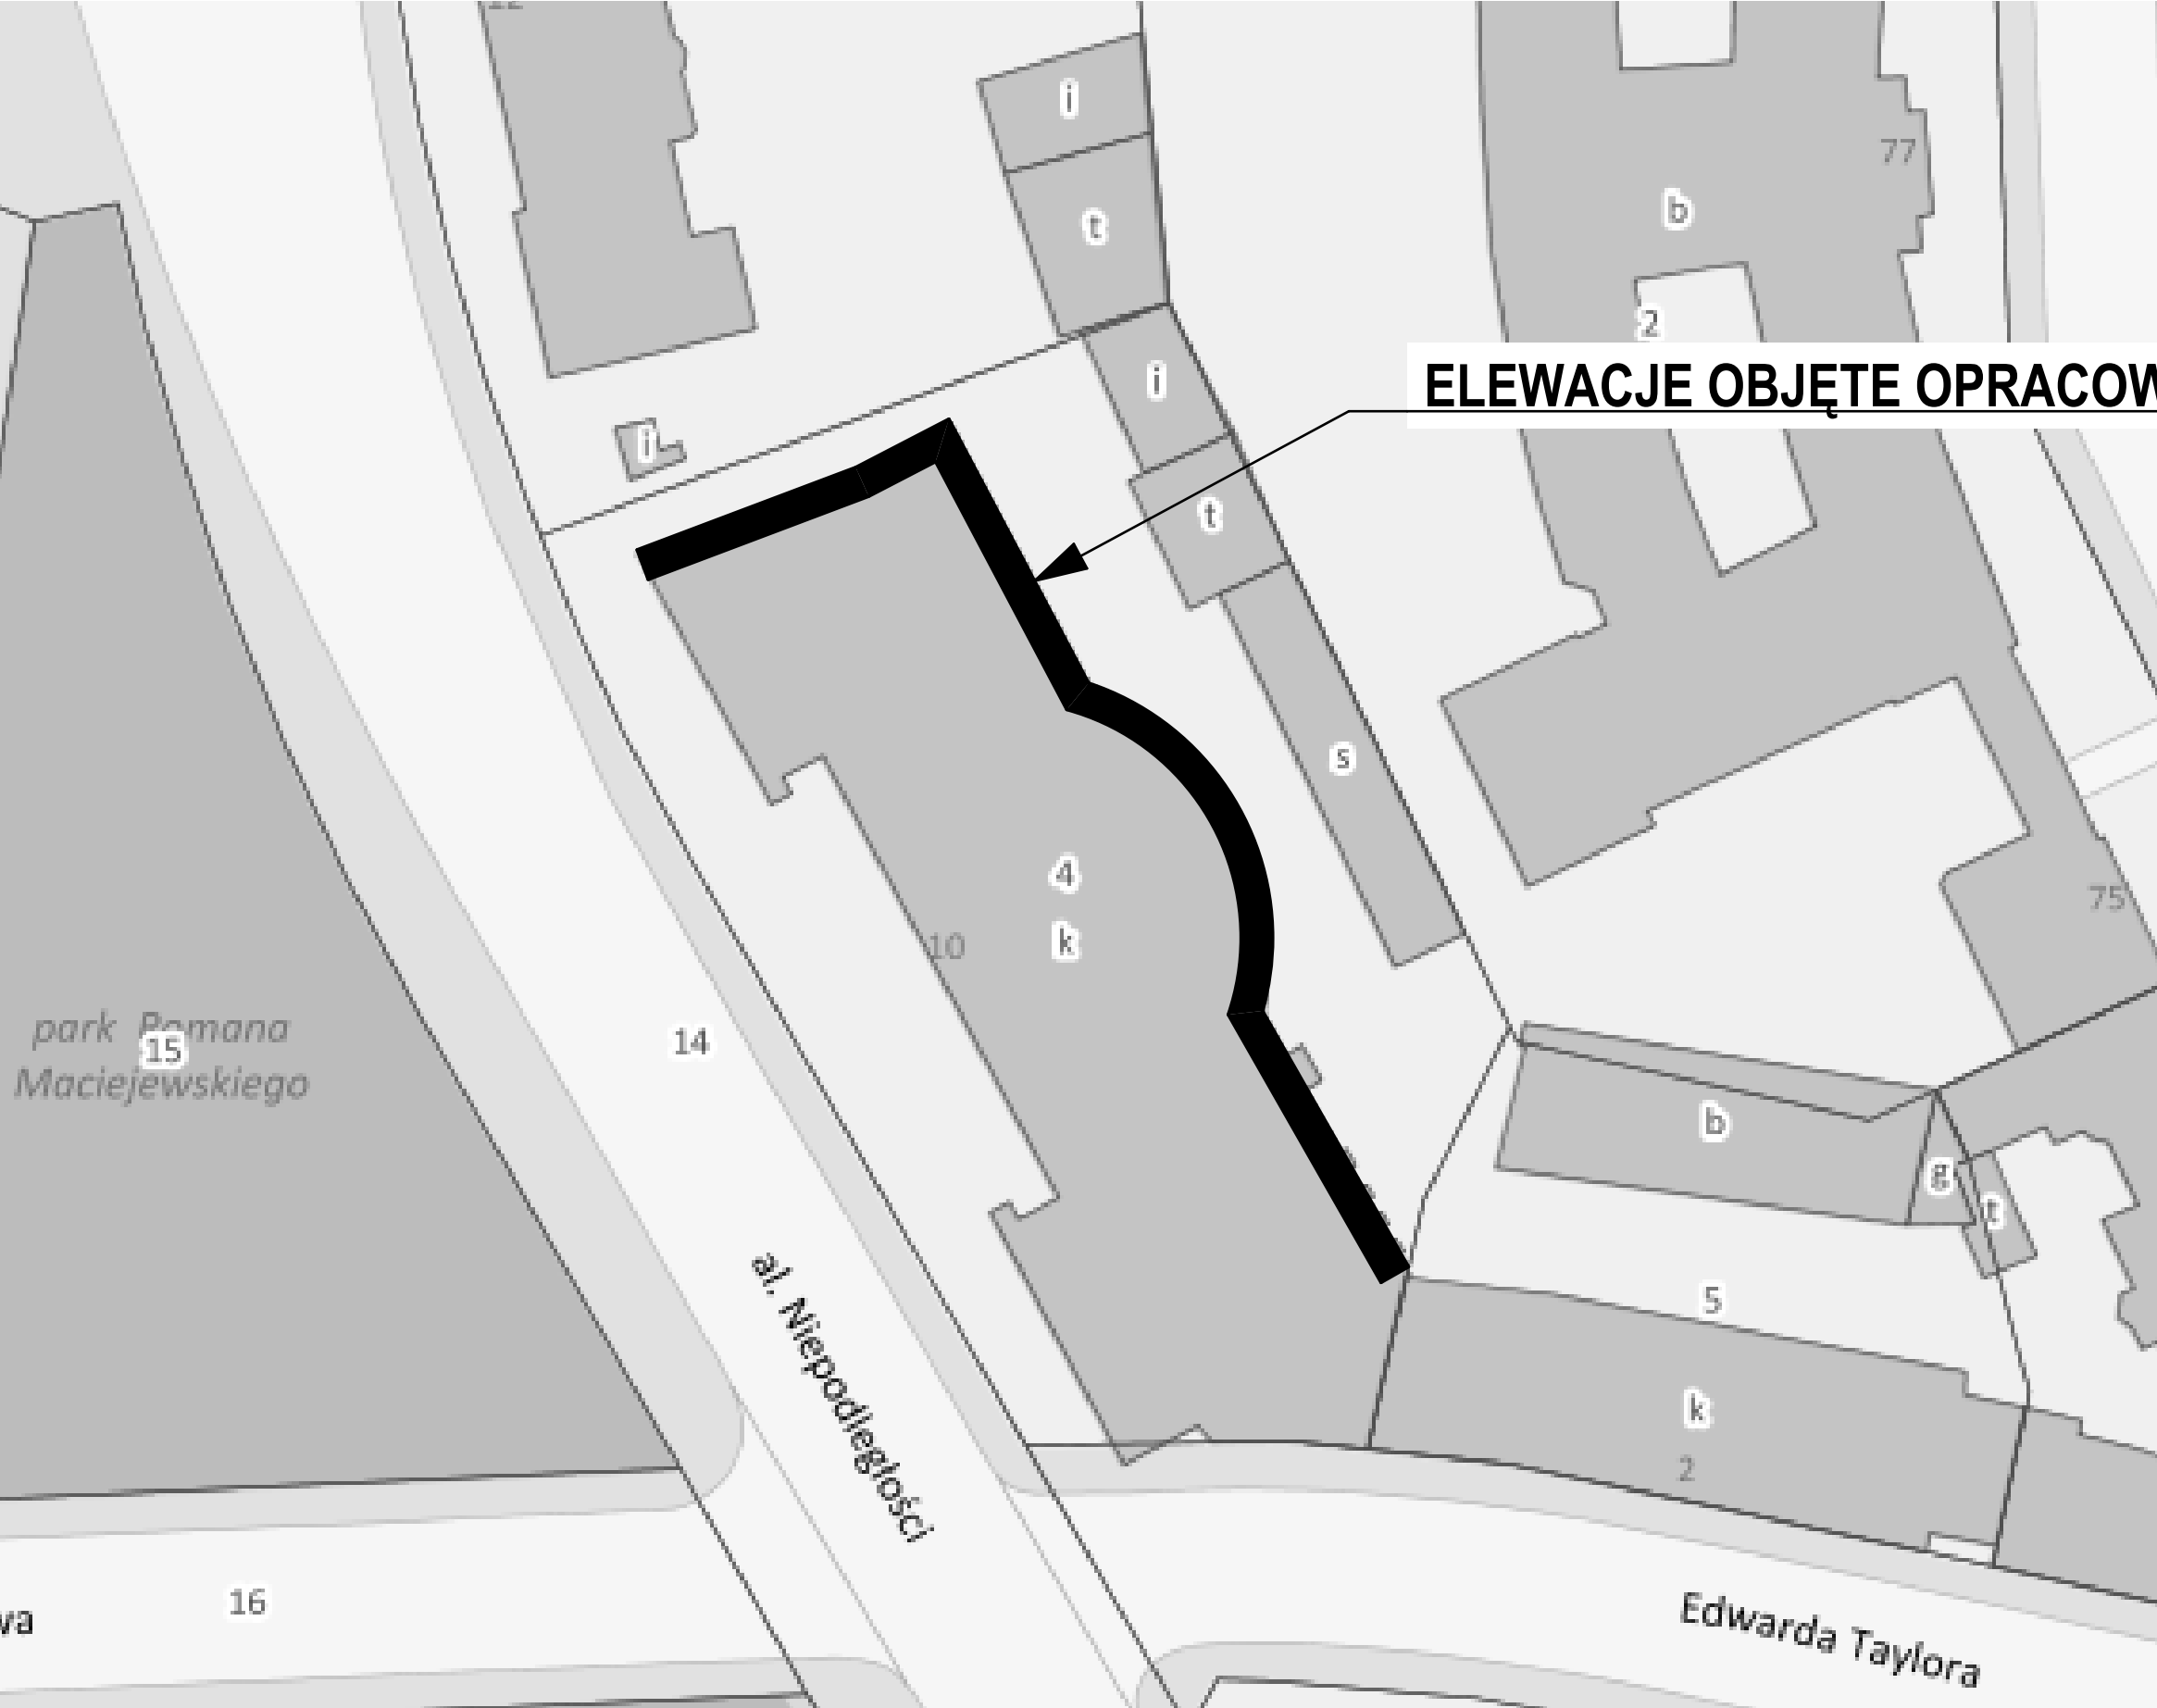 i
77
t
b
2
ELEWACJE OBJĘTE OPRACOW
i
i
t
s
4
75
k
10
park Romana
15
Maciejewskiego
14
b
g
t
5
al. Niepodległości
k
2
16
wa
Edwarda Taylora